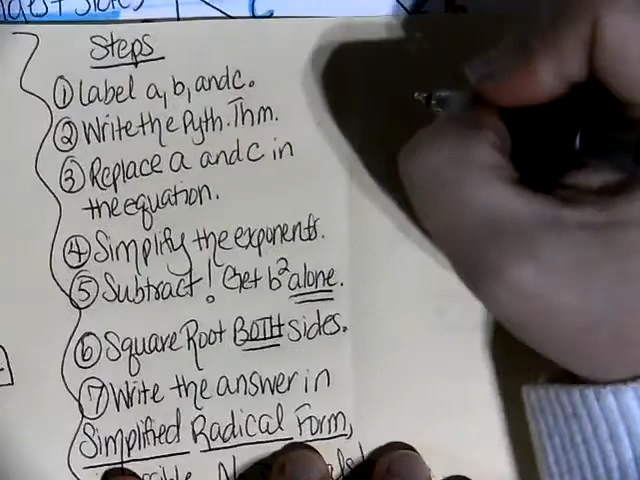 Sides
Steps
① Label a, b, and c.
② Write the Pyth. Thm.
③ Replace a and c in
the equation.
④ Simplify the exponents.
⑤ Subtract! Get b² alone.
⑥ Square Root BOTH sides.
⑦ Write the answer in
Simplified Radical Form,